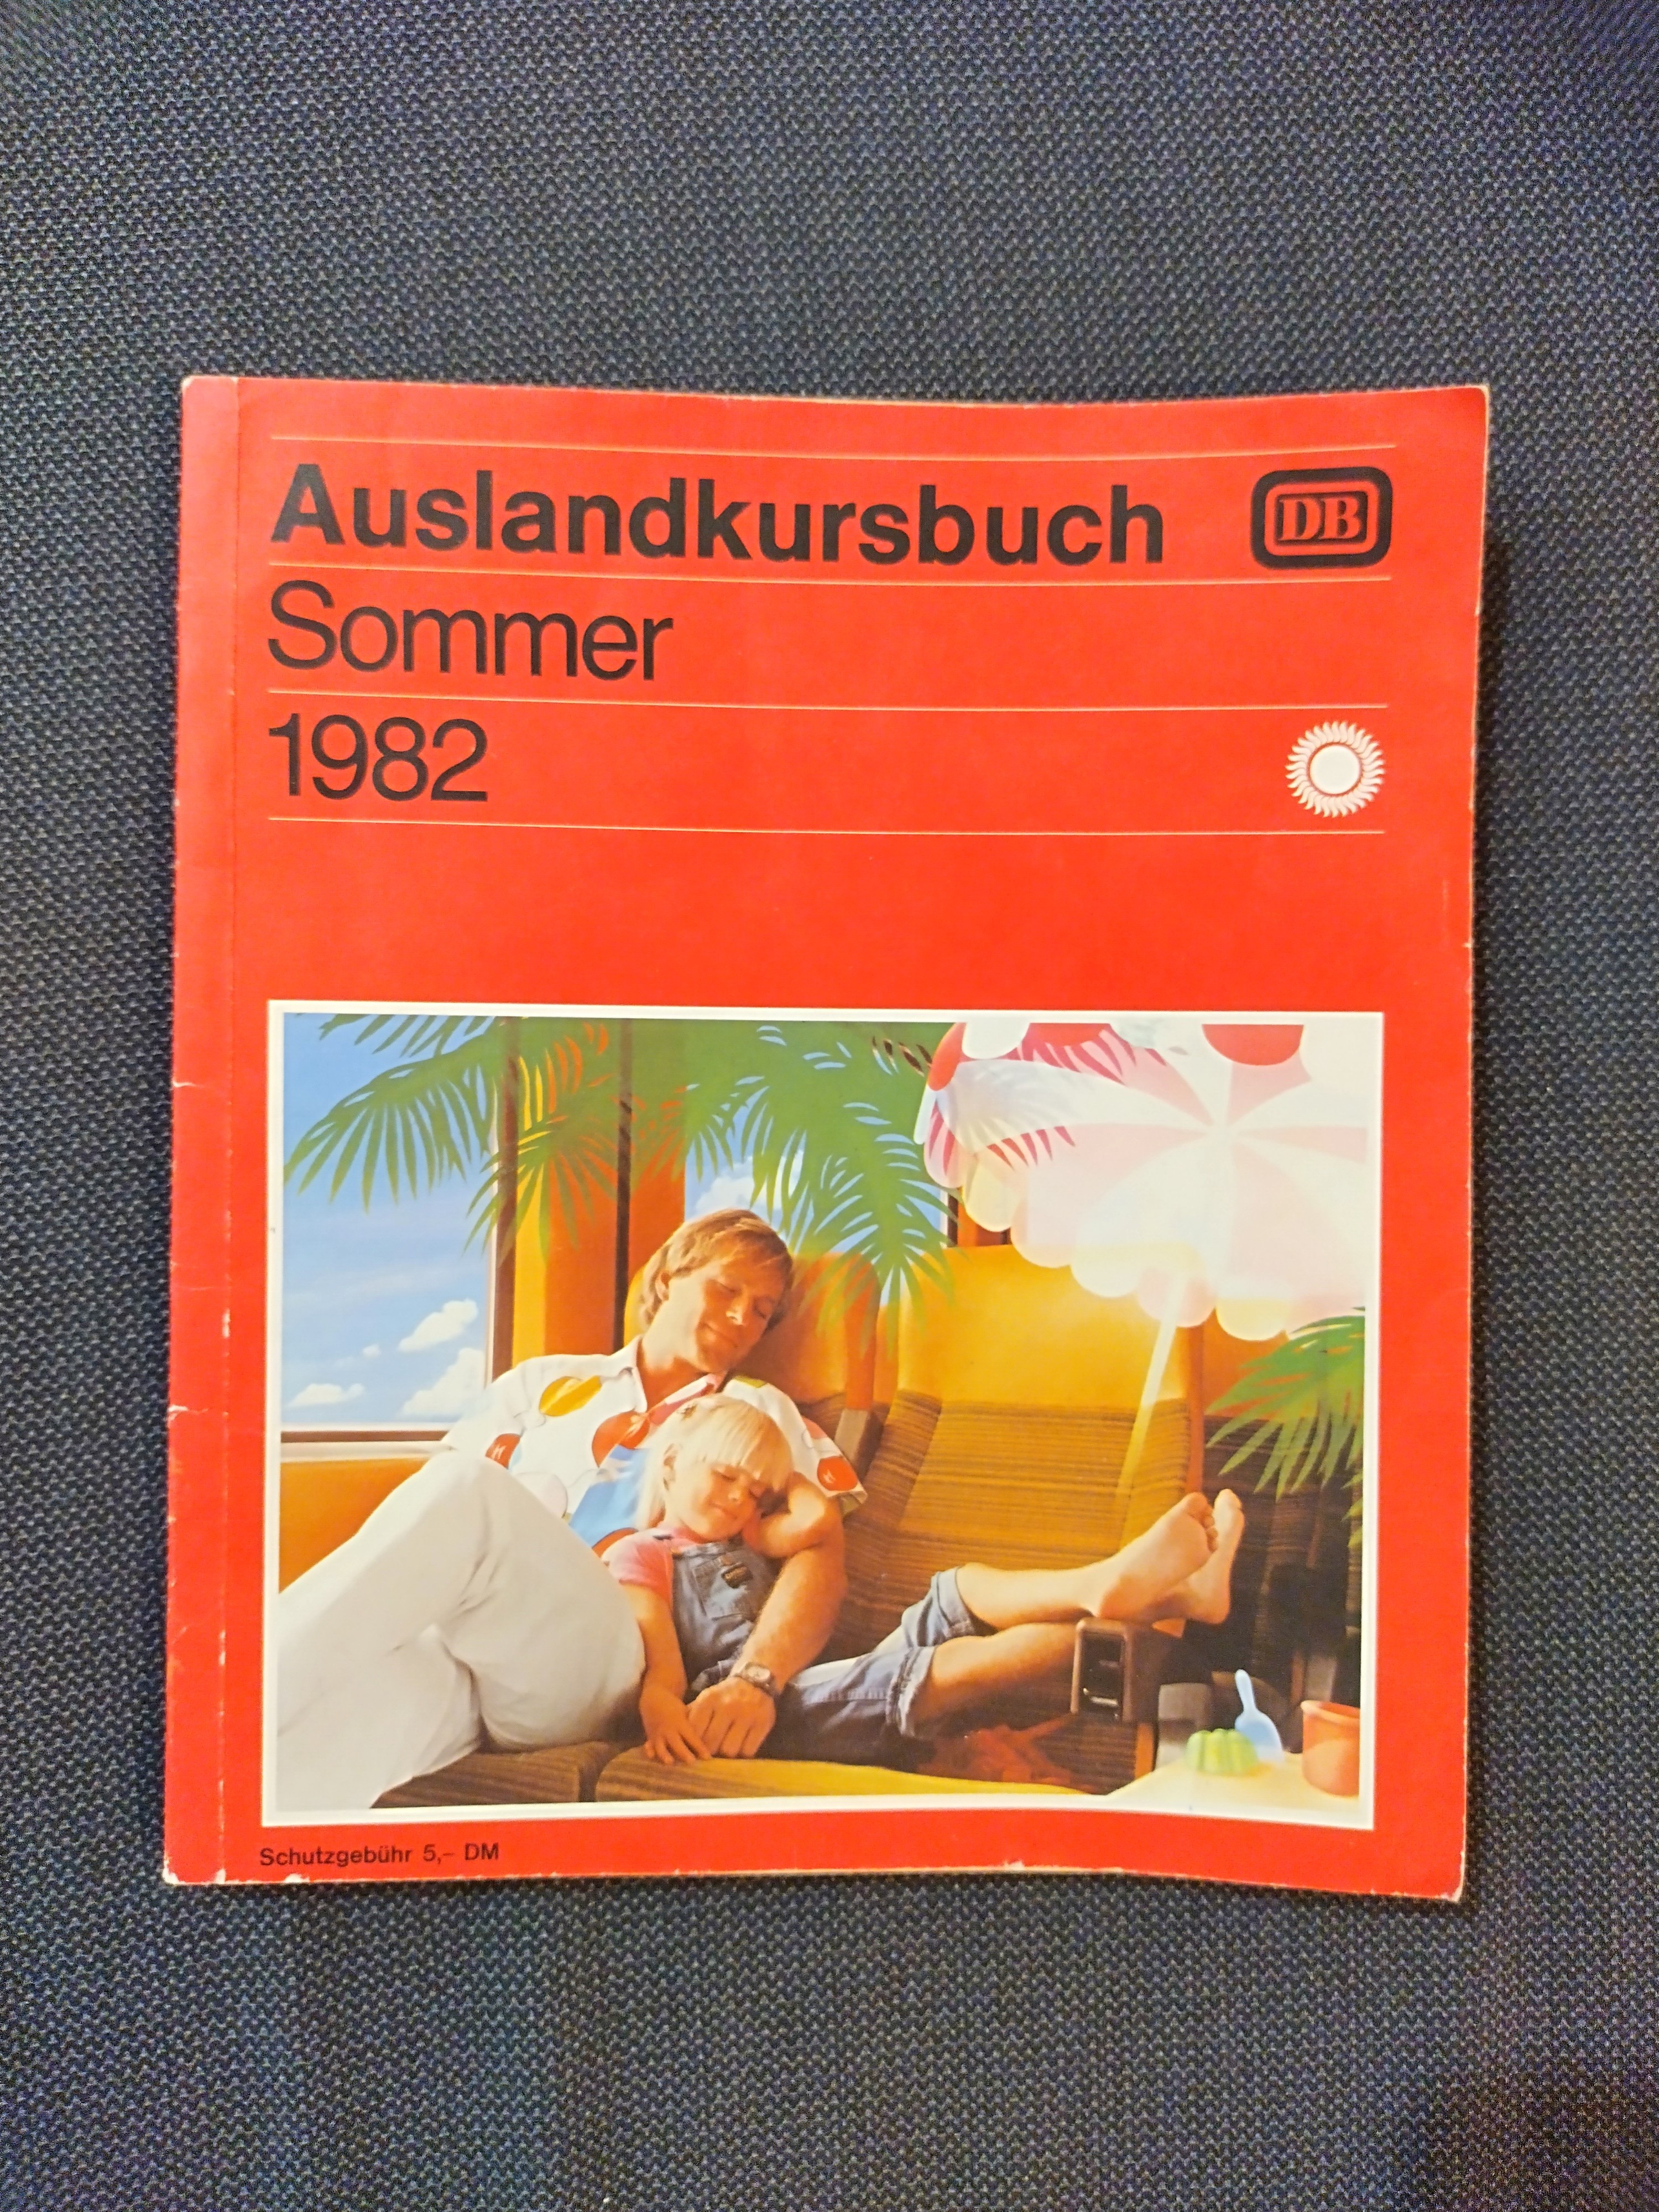 Auslandkursbuch
DB
Sommer
1982
Schutzgebühr 5,– DM